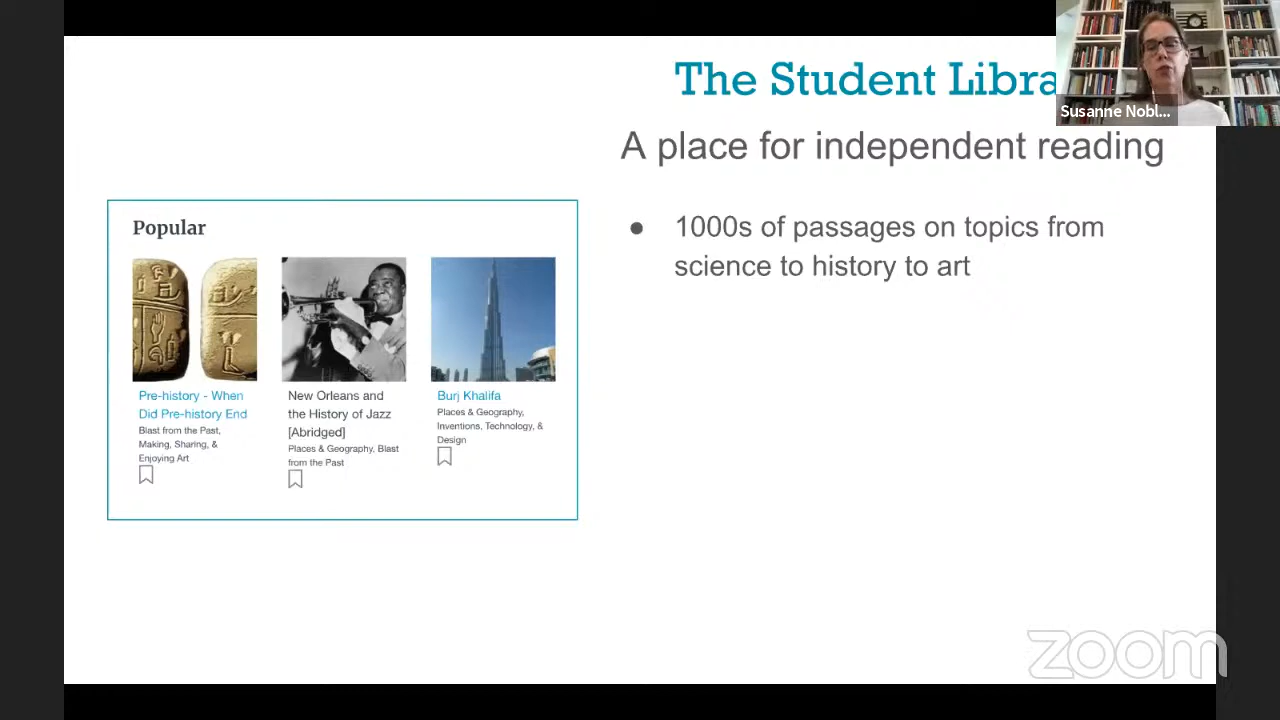 The Student Libra
Susanne Nobl...
A place for independent reading
Popular
● 1000s of passages on topics from
science to history to art
Pre-history - When
Did Pre-history End
Blast from the Past,
Making, Sharing, &
Enjoying Art
New Orleans and
the History of Jazz
[Abridged]
Places & Geography, Blast
from the Past
Burj Khalifa
Places & Geography,
Inventions, Technology, &
Design
zoom